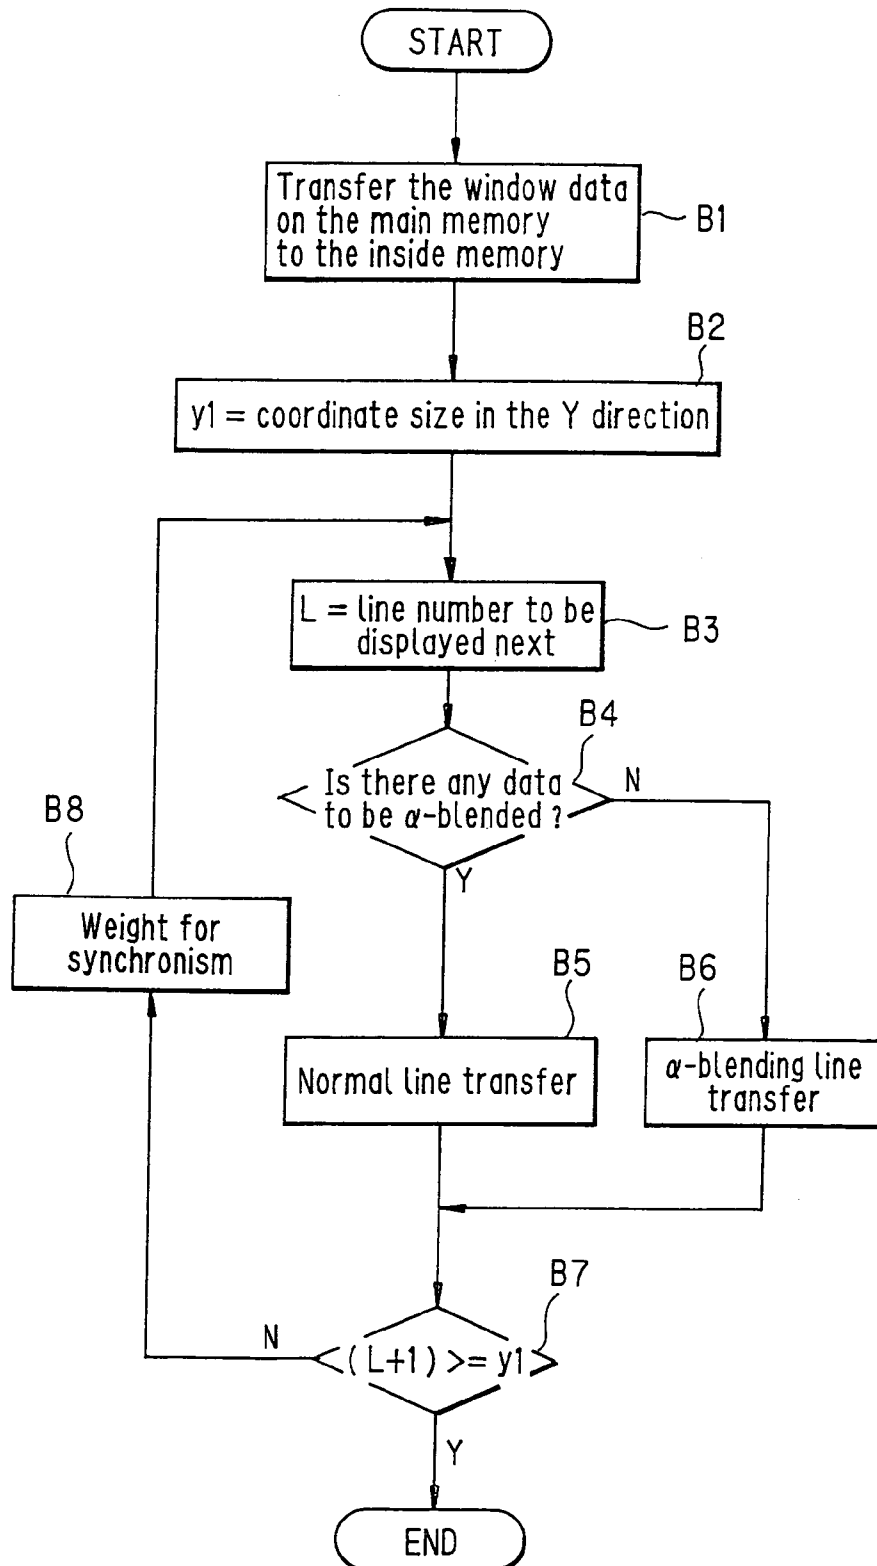 START
Transfer the window data
on the main memory
to the inside memory
B1
B2
y1 = coordinate size in the Y direction
L = line number to be
displayed next
B3
B4
Is there any data
to be α-blended ?
N
Y
B8
Weight for
synchronism
B5
Normal line transfer
B6
α-blending line
transfer
B7
(L+1) >= y1
N
Y
END